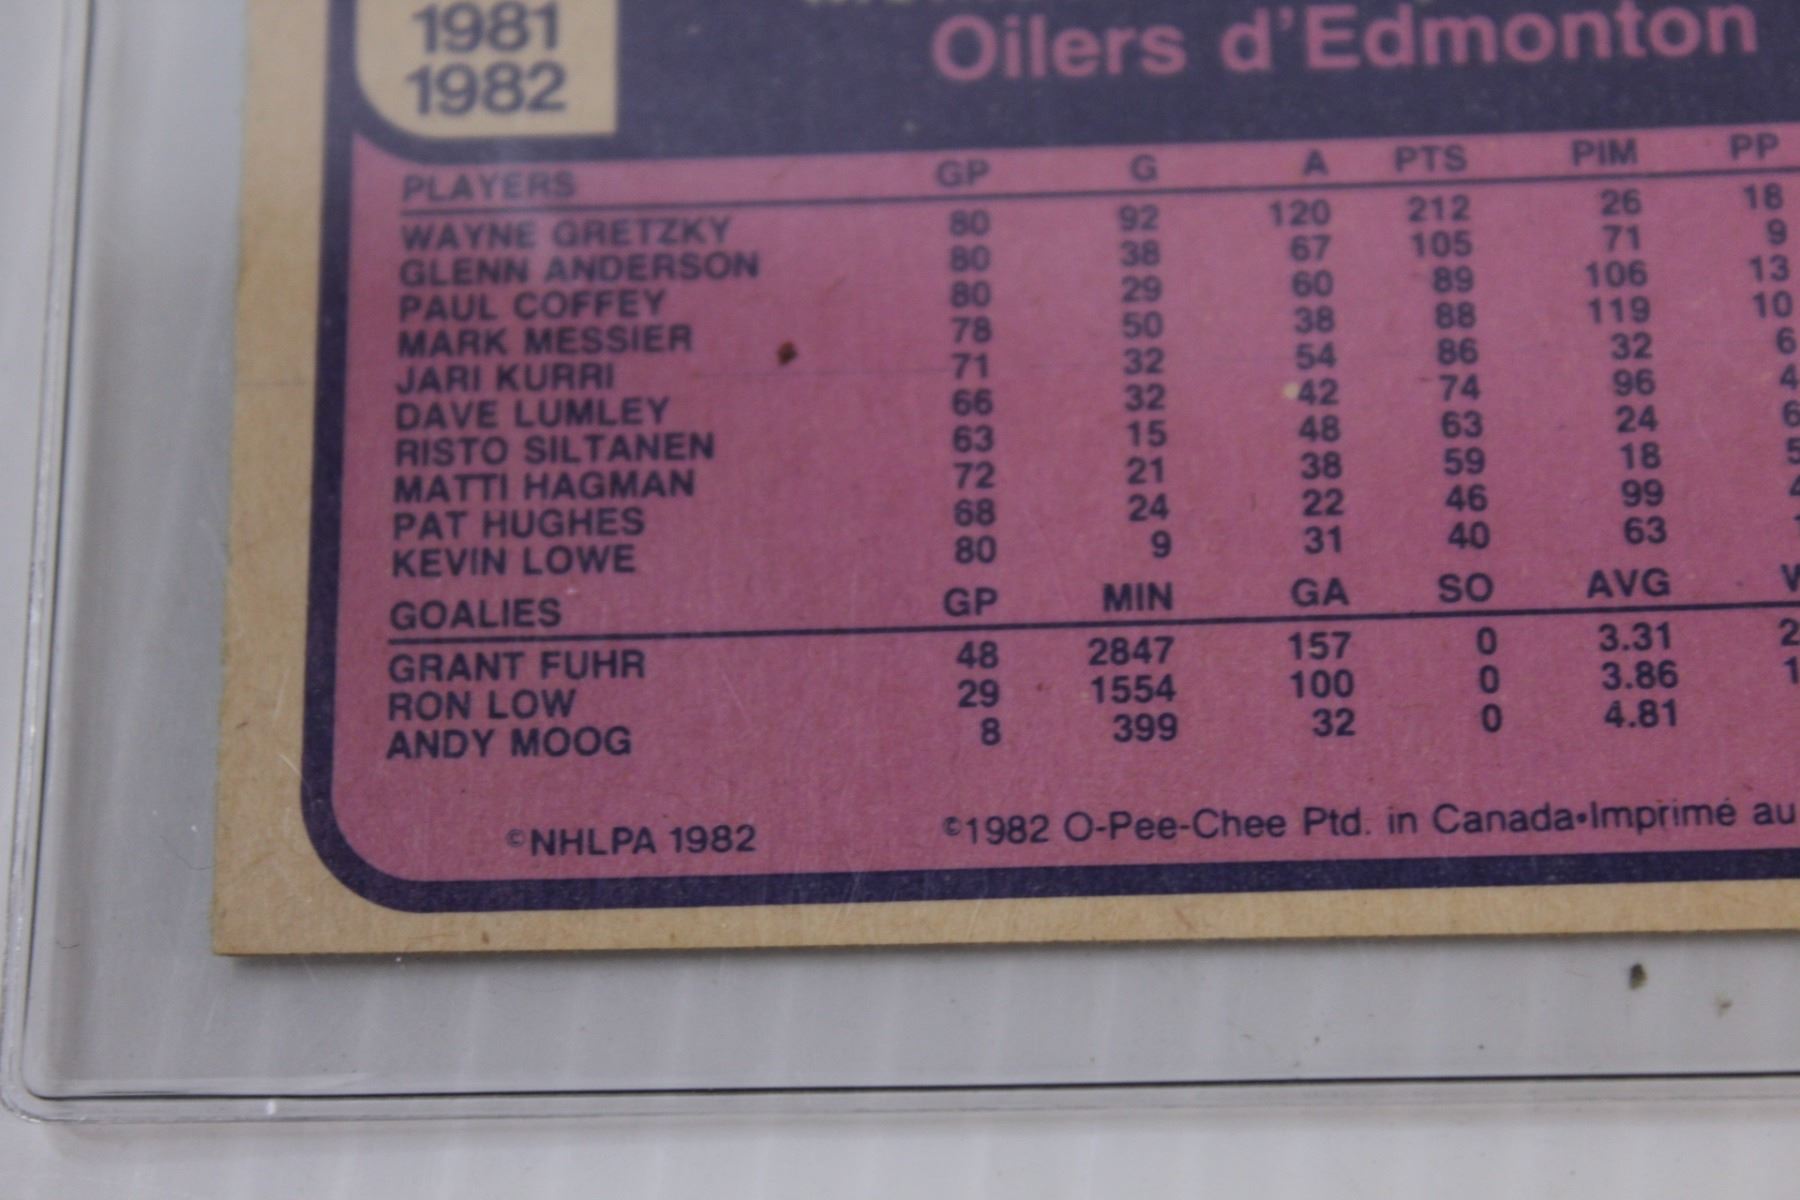 1981
1982
Oilers d'Edmonton
PLAYERS GP G A PTS PIM PP
WAYNE GRETZKY 80 92 120 212 26 18
GLENN ANDERSON 80 38 67 105 71 9
PAUL COFFEY 80 29 60 89 106 13
MARK MESSIER 78 50 38 88 119 10
JARI KURRI 71 32 54 86 32 6
DAVE LUMLEY 66 32 42 74 96 4
RISTO SILTANEN 63 15 48 63 24 6
MATTI HAGMAN 72 21 38 59 18 5
PAT HUGHES 68 24 22 46 99 4
KEVIN LOWE 80 9 31 40 63
GOALIES GP MIN GA SO AVG
GRANT FUHR 48 2847 157 0 3.31
RON LOW 29 1554 100 0 3.86
ANDY MOOG 8 399 32 0 4.81
©NHLPA 1982 ©1982 O-Pee-Chee Ptd. in Canada•Imprimé au